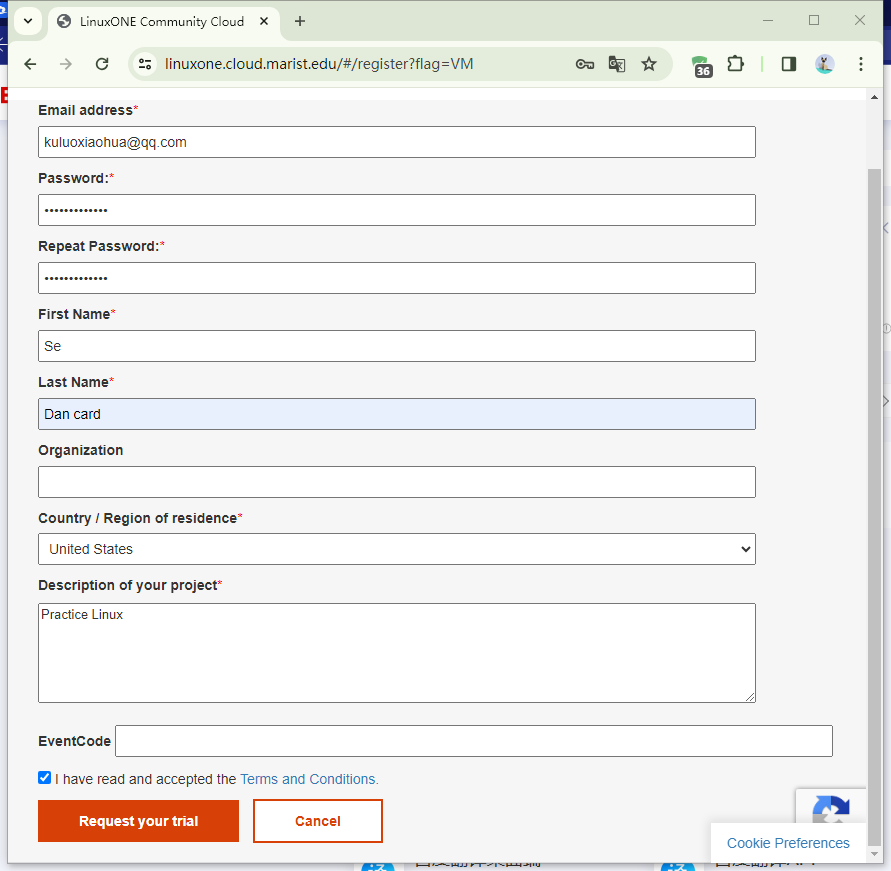 LinuxONE Community Cloud
linuxone.cloud.marist.edu/#/register?flag=VM
36
Email address*
kuluoxiaohua@qq.com
Password:*
•••••••••••••
Repeat Password:*
•••••••••••••
First Name*
Se
Last Name*
Dan card
Organization
Country / Region of residence*
United States
Description of your project*
Practice Linux
EventCode
I have read and accepted the Terms and Conditions.
Request your trial
Cancel
Cookie Preferences